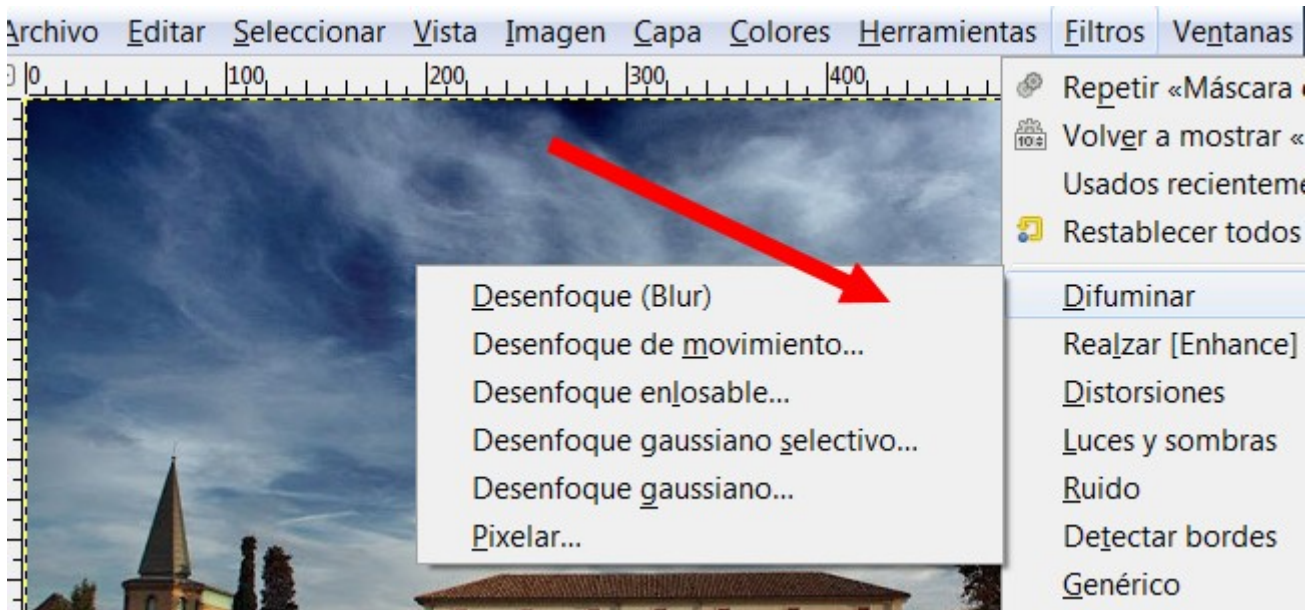 Archivo Editar Seleccionar Vista Imagen Capa Colores Herramientas Filtros Ventanas
0 100 200 300 400
Repetir «Máscara
Volver a mostrar «
Usados
Restablecer todos
Desenfoque (Blur)
Desenfoque de movimiento...
Desenfoque enlosable...
Desenfoque gaussiano selectivo...
Desenfoque gaussiano...
Pixelar...
Difuminar
Realzar [Enhance]
Distorsiones
Luces y sombras
Ruido
Detectar bordes
Genérico